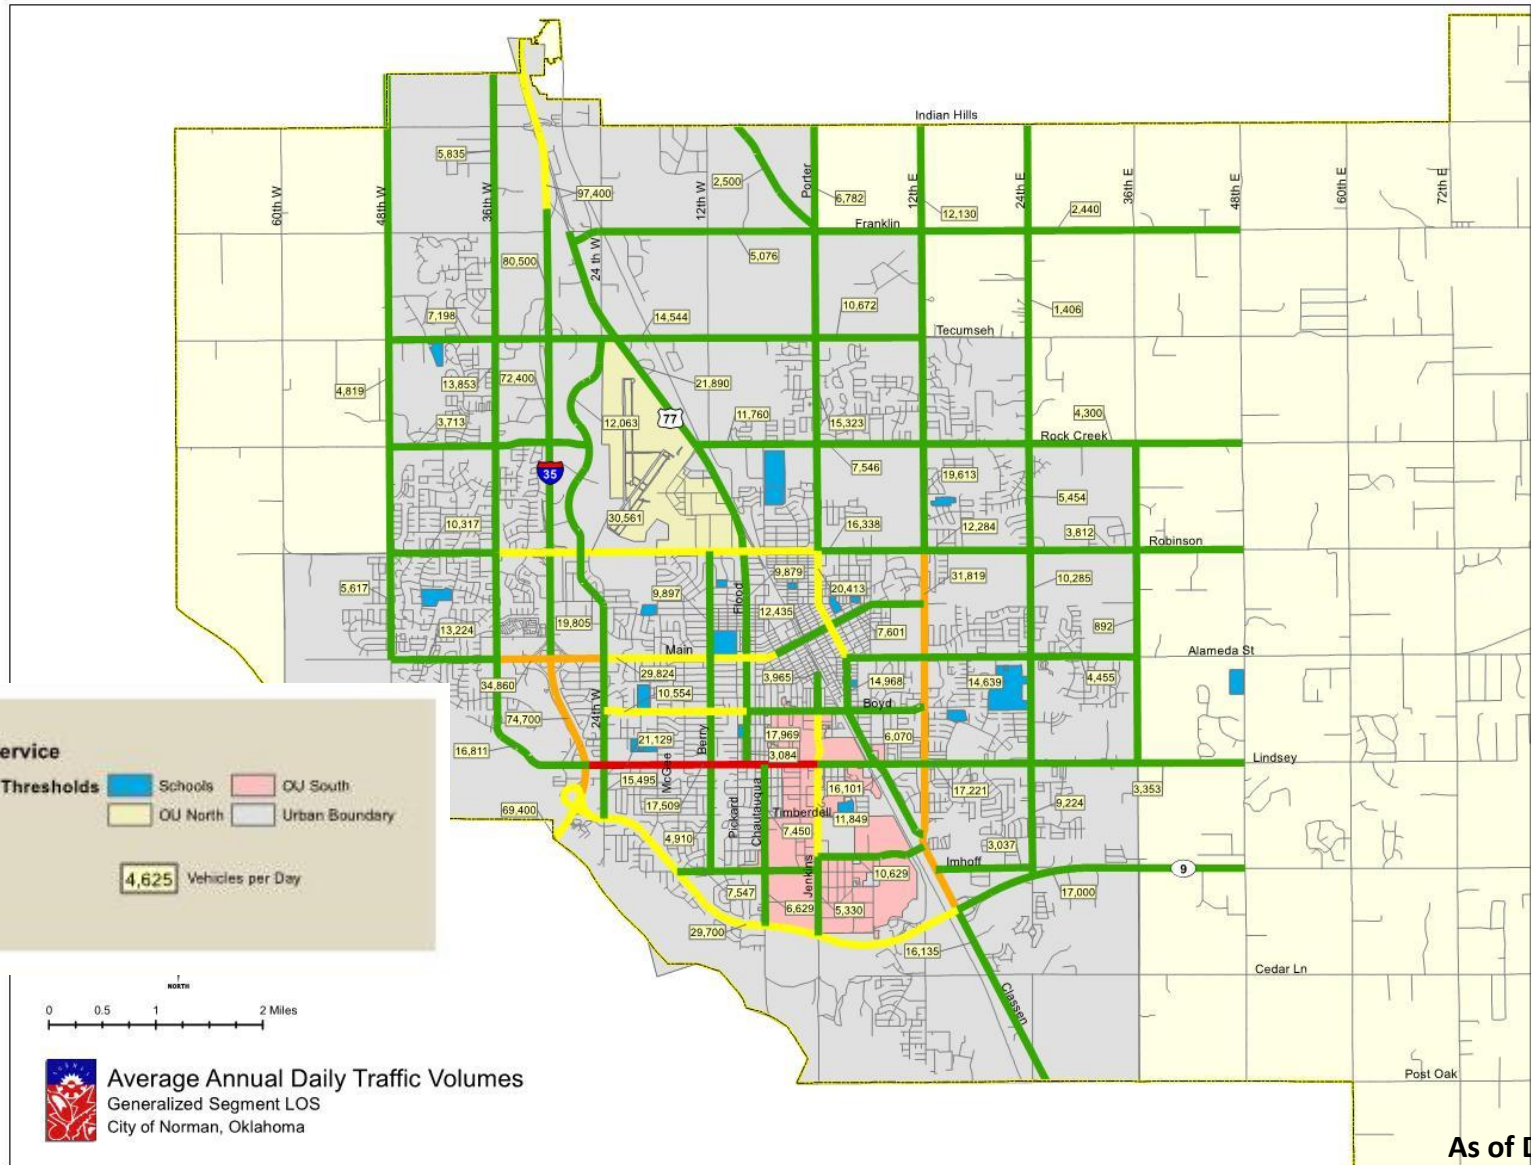 Indian Hills
5,835
97,400
2,500
Porter
6,782
12th E
12,130
24th E
2,440
36th E
48th E
60th E
72th E
60th W
48th W
36th W
12th W
Franklin
80,500
24 th W
5,076
7,198
14,544
10,672
1,406
Tecumseh
4,819
13,853
72,400
21,890
3,713
12,063
77
11,760
15,323
4,300
Rock Creek
35
7,546
19,613
5,454
10,317
30,561
16,338
12,284
3,812
Robinson
5,617
9,897
Flood
9,879
20,413
31,819
10,285
13,224
19,805
12,435
7,601
892
Main
Alameda St
34,860
29,824
3,965
14,968
14,639
4,455
10,554
24th W
Boyd
74,700
16,811
21,129
Berry
17,969
6,070
3,084
Lindsey
15,495
McGee
16,101
17,221
9,224
3,353
69,400
17,509
Pickard
Chautauqua
Timberdell
11,849
4,910
7,450
3,037
Jenkins
Imhoff
10,629
9
7,547
6,629
5,330
17,000
29,700
16,135
Cedar Ln
Classen
Post Oak
ervice
Thresholds
Schools
OU South
OU North
Urban Boundary
4,625
Vehicles per Day
NORTH
0 0.5 1 2 Miles
Average Annual Daily Traffic Volumes
Generalized Segment LOS
City of Norman, Oklahoma
As of D